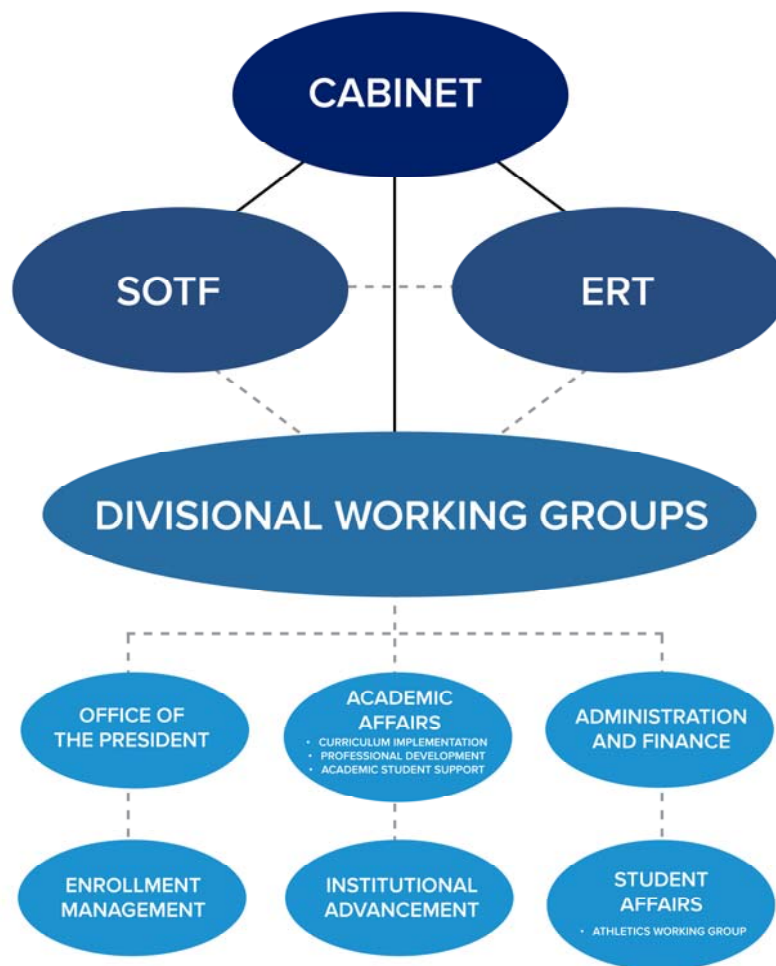 CABINET
SOTF
ERT
DIVISIONAL WORKING GROUPS
OFFICE OF
THE PRESIDENT
ACADEMIC
AFFAIRS
• CURRICULUM IMPLEMENTATION
• PROFESSIONAL DEVELOPMENT
• ACADEMIC STUDENT SUPPORT
ADMINISTRATION
AND FINANCE
ENROLLMENT
MANAGEMENT
INSTITUTIONAL
ADVANCEMENT
STUDENT
AFFAIRS
• ATHLETICS WORKING GROUP